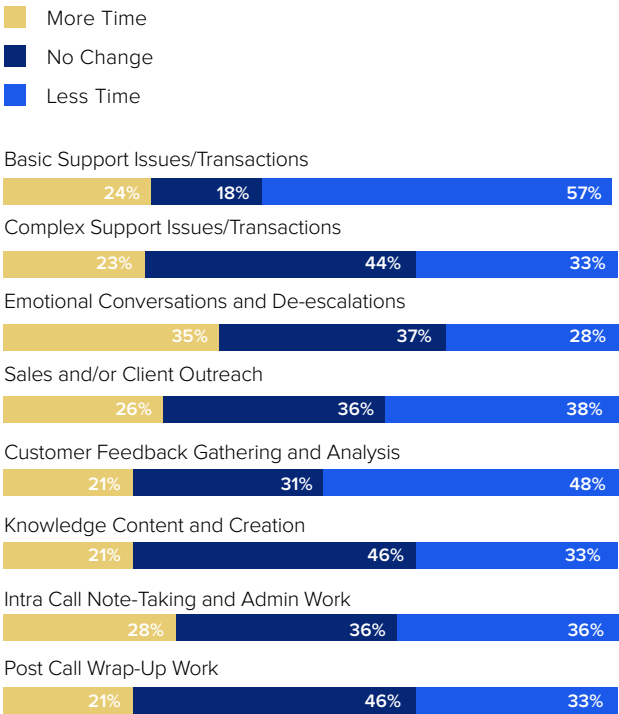 More Time
No Change
Less Time
Basic Support Issues/Transactions
24% 18% 57%
Complex Support Issues/Transactions
23% 44% 33%
Emotional Conversations and De-escalations
35% 37% 28%
Sales and/or Client Outreach
26% 36% 38%
Customer Feedback Gathering and Analysis
21% 31% 48%
Knowledge Content and Creation
21% 46% 33%
Intra Call Note-Taking and Admin Work
28% 36% 36%
Post Call Wrap-Up Work
21% 46% 33%